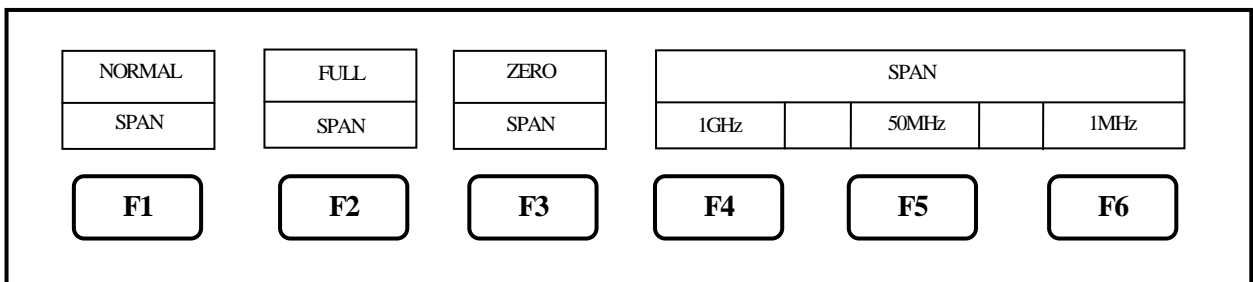 NORMAL FULL ZERO SPAN
SPAN SPAN SPAN 1GHz 50MHz 1MHz
F1 F2 F3 F4 F5 F6